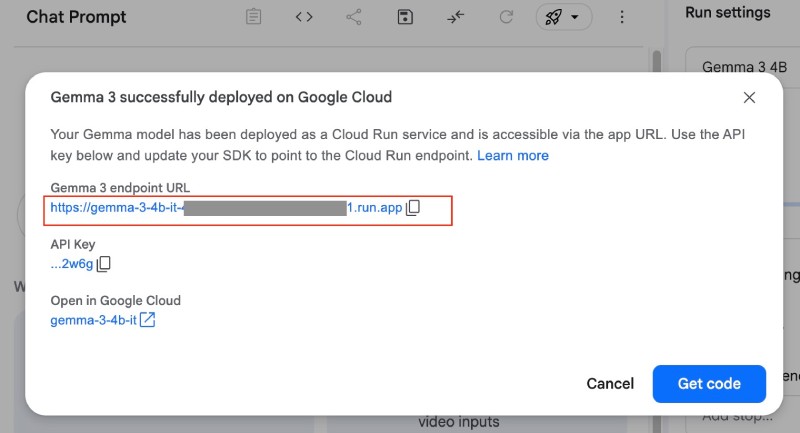 Chat Prompt
Run settings
Gemma 3 4B
Gemma 3 successfully deployed on Google Cloud
Your Gemma model has been deployed as a Cloud Run service and is accessible via the app URL. Use the API
key below and update your SDK to point to the Cloud Run endpoint. Learn more
Gemma 3 endpoint URL
https://gemma-3-4b-it- 1.run.app
API Key
...2w6g
Open in Google Cloud
gemma-3-4b-it
Cancel
Get code
Add stop...
video inputs